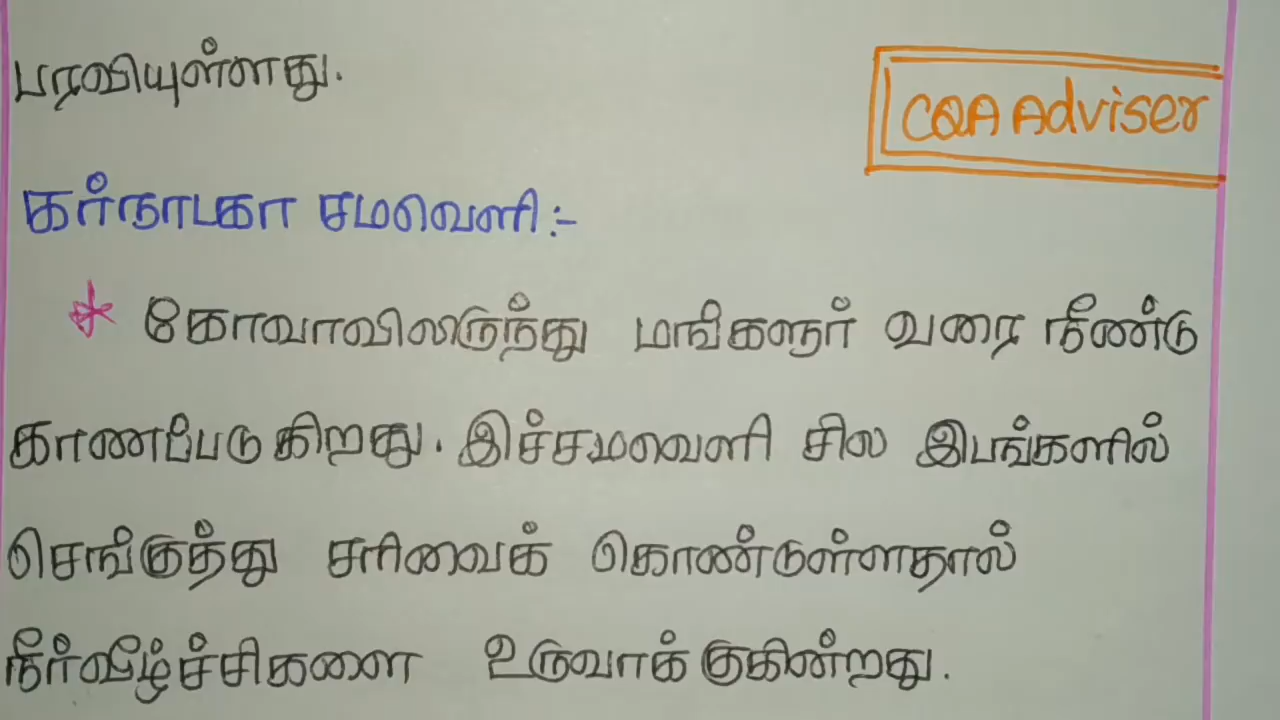 பரவியுள்ளது.
CQA Adviser
கர்நாடகா சமவெளி :-
* கோவாவிலிருந்து மங்களூர் வரை நீண்டு
காணப்படுகிறது. இச்சமவெளி சில இடங்களில்
செங்குத்து சரிவைக் கொண்டுள்ளதால்
நீர்வீழ்ச்சிகளை உருவாக்குகின்றது.